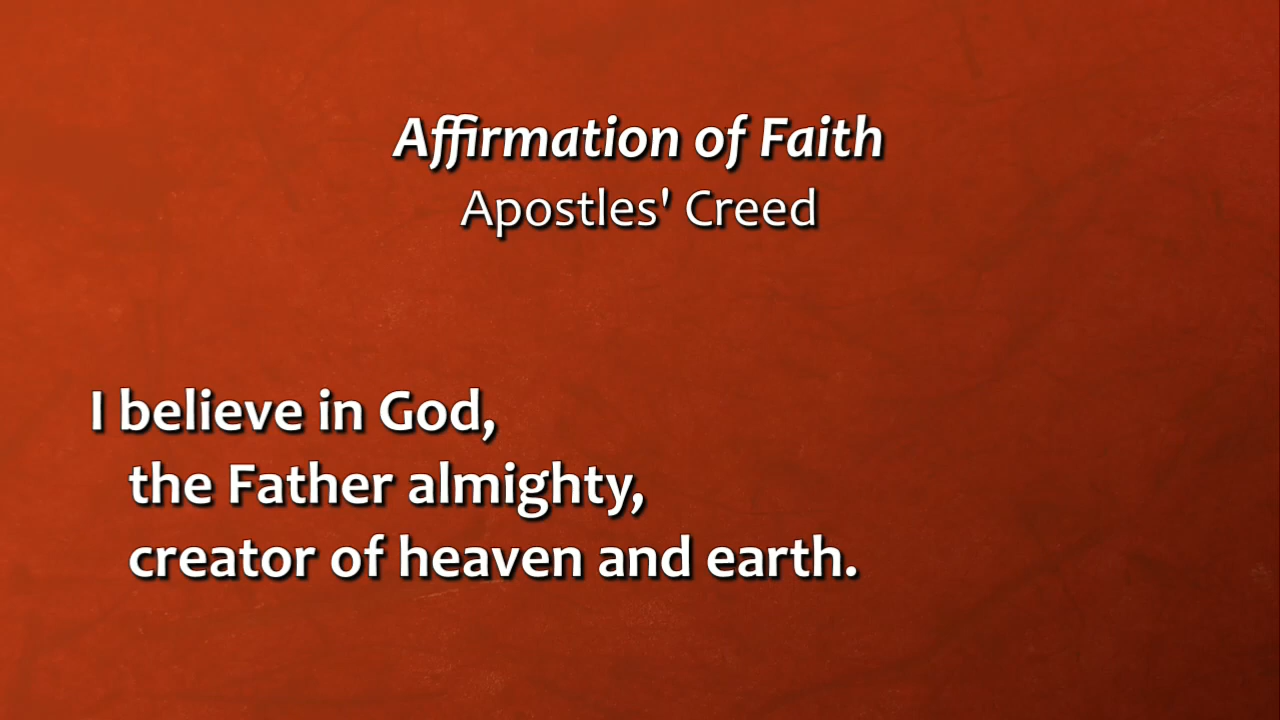 Affirmation of Faith
Apostles' Creed
I believe in God,
the Father almighty,
creator of heaven and earth.